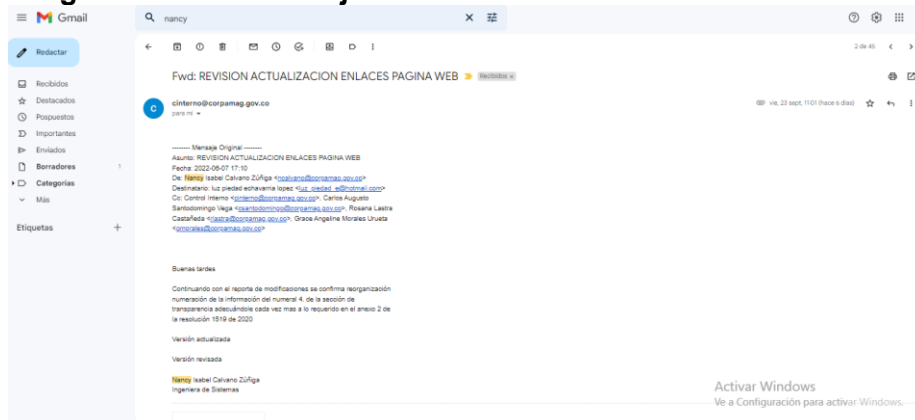 Gmail
nancy
Redactar
2 de 45
Fwd: REVISION ACTUALIZACION ENLACES PAGINA WEB
Recibidos x
Recibidos
Destacados
Pospuestos
Importantes
Enviados
Borradores 1
Categorías
Más
Etiquetas +
C
cinterno@corpamag.gov.co
vie, 23 sept, 11:01 (hace 6 días)
para mí
-------- Mensaje Original --------
Asunto: REVISION ACTUALIZACION ENLACES PAGINA WEB
Fecha: 2022-06-07 17:10
De: Nancy Isabel Calvano Zúñiga <ncalvano@corpamag.gov.co>
Destinatario: luz piedad echavarria lopez <luz_piedad_e@hotmail.com>
Cc: Control Interno <cinterno@corpamag.gov.co>, Carlos Augusto
Santodomingo Vega <csantodomingo@corpamag.gov.co>, Rosana Lastra
Castañeda <rlastra@corpamag.gov.co>, Grace Angeline Morales Urueta
<gmorales@corpamag.gov.co>
Buenas tardes
Continuando con el reporte de modificaciones se confirma reorganización
numeración de la información del numeral 4, de la sección de
transparencia adecuándole cada vez mas a lo requerido en el anexo 2 de
la resolución 1519 de 2020
Versión actualizada
Versión revisada
Nancy Isabel Calvano Zúñiga
Ingeniera de Sistemas
Activar Windows
Ve a Configuración para activar Windows.